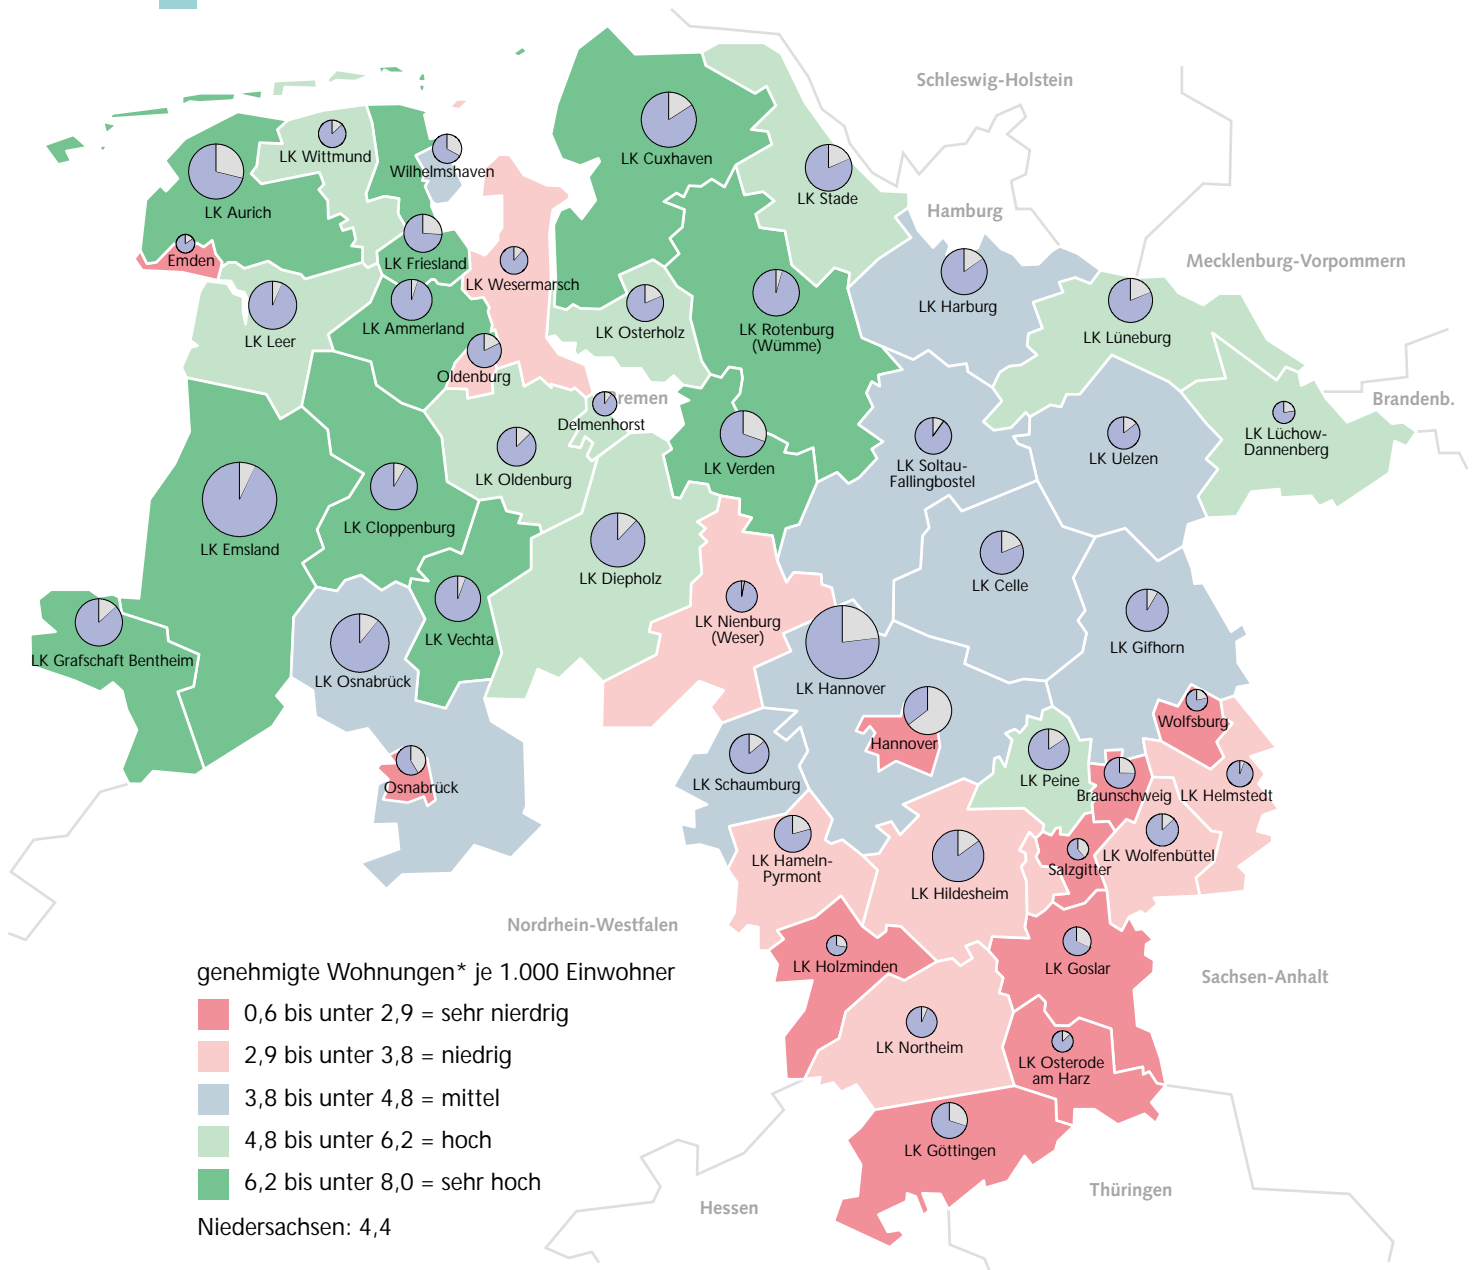 Schleswig-Holstein
LK Wittmund
Wilhelmshaven
LK Cuxhaven
LK Stade
LK Aurich
Hamburg
Emden
LK Friesland
Mecklenburg-Vorpommern
LK Wesermarsch
LK Harburg
LK Ammerland
LK Osterholz
LK Rotenburg
(Wümme)
LK Lüneburg
LK Leer
Oldenburg
Bremen
Brandenb.
Delmenhorst
LK Lüchow-
Dannenberg
LK Oldenburg
LK Verden
LK Soltau-
Fallingbostel
LK Uelzen
LK Cloppenburg
LK Emsland
LK Diepholz
LK Celle
LK Nienburg
(Weser)
LK Vechta
LK Gifhorn
LK Grafschaft Bentheim
LK Osnabrück
LK Hannover
Wolfsburg
Hannover
LK Schaumburg
LK Peine
Osnabrück
Braunschweig
LK Helmstedt
LK Hameln-
Pyrmont
LK Wolfenbüttel
Salzgitter
LK Hildesheim
Nordrhein-Westfalen
LK Holzminden
LK Goslar
Sachsen-Anhalt
LK Northeim
LK Osterode
am Harz
LK Göttingen
Thüringen
Hessen
genehmigte Wohnungen* je 1.000 Einwohner
0,6 bis unter 2,9 = sehr nierdrig
2,9 bis unter 3,8 = niedrig
3,8 bis unter 4,8 = mittel
4,8 bis unter 6,2 = hoch
6,2 bis unter 8,0 = sehr hoch
Niedersachsen: 4,4